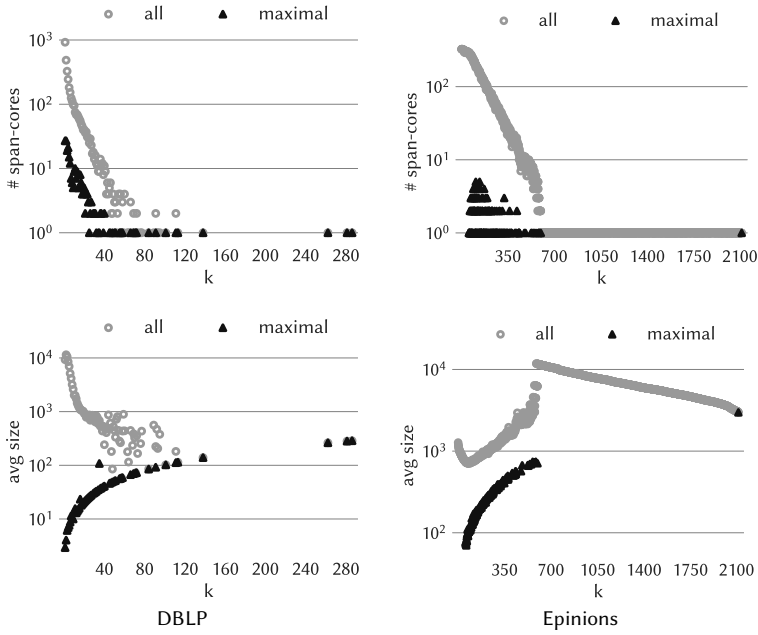 all maximal
10³
10²
10¹
10⁰
# span-cores
40 80 120 160 200 240 280
k
all maximal
10²
10¹
10⁰
# span-cores
350 700 1050 1400 1750 2100
k
all maximal
10⁴
10³
10²
10¹
avg size
40 80 120 160 200 240 280
k
DBLP
all maximal
10⁴
10³
10²
avg size
350 700 1050 1400 1750 2100
k
Epinions